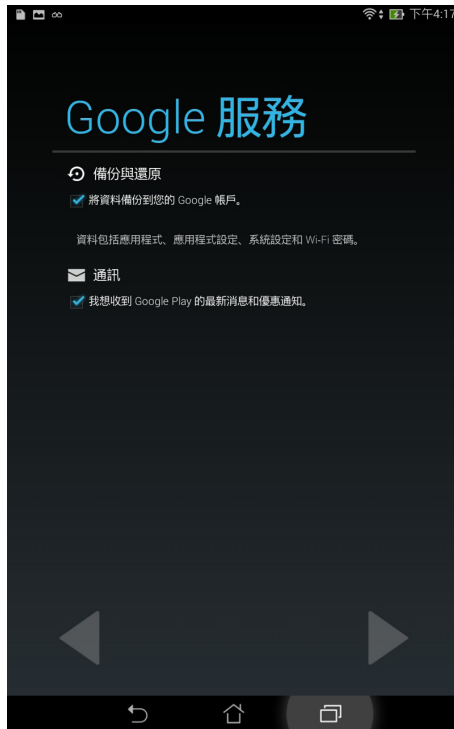 下午4:17
Google 服務
備份與還原
將資料備份到您的 Google 帳戶。
資料包括應用程式、應用程式設定、系統設定和 Wi-Fi 密碼。
通訊
我想收到 Google Play 的最新消息和優惠通知。